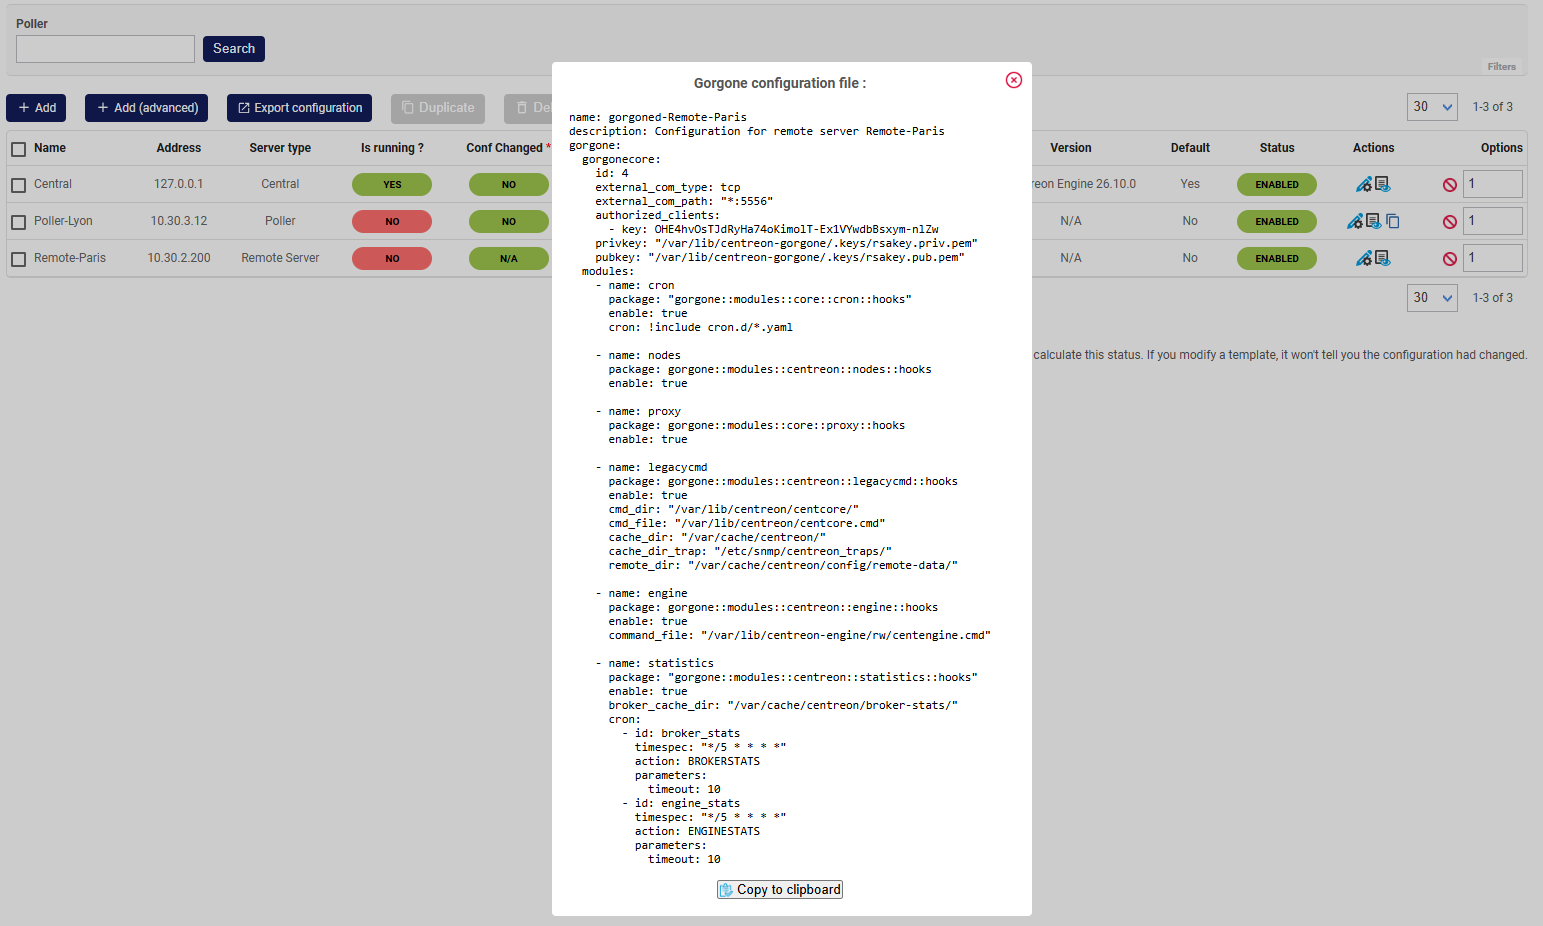 Poller
Search
Filters
Add
Add (advanced)
Export configuration
Duplicate
Del
30
1-3 of 3
Name Address Server type Is running ? Conf Changed * Version Default Status Actions Options
Central 127.0.0.1 Central YES NO reon Engine 26.10.0 Yes ENABLED 1
Poller-Lyon 10.30.3.12 Poller NO NO N/A No ENABLED 1
Remote-Paris 10.30.2.200 Remote Server NO N/A N/A No ENABLED 1
30
1-3 of 3
calculate this status. If you modify a template, it won't tell you the configuration had changed.
Gorgone configuration file :
name: gorgoned-Remote-Paris
description: Configuration for remote server Remote-Paris
gorgone:
  gorgonecore:
    id: 4
    external_com_type: tcp
    external_com_path: "*:5556"
    authorized_clients:
      - key: OHE4hvOsTJdRyHa74oKimolT-Ex1VYwdbBsxym-nlZw
    privkey: "/var/lib/centreon-gorgone/.keys/rsakey.priv.pem"
    pubkey: "/var/lib/centreon-gorgone/.keys/rsakey.pub.pem"
  modules:
    - name: cron
      package: "gorgone::modules::core::cron::hooks"
      enable: true
      cron: !include cron.d/*.yaml
    - name: nodes
      package: gorgone::modules::centreon::nodes::hooks
      enable: true
    - name: proxy
      package: gorgone::modules::core::proxy::hooks
      enable: true
    - name: legacycmd
      package: gorgone::modules::centreon::legacycmd::hooks
      enable: true
      cmd_dir: "/var/lib/centreon/centcore/"
      cmd_file: "/var/lib/centreon/centcore.cmd"
      cache_dir: "/var/cache/centreon/"
      cache_dir_trap: "/etc/snmp/centreon_traps/"
      remote_dir: "/var/cache/centreon/config/remote-data/"
    - name: engine
      package: gorgone::modules::centreon::engine::hooks
      enable: true
      command_file: "/var/lib/centreon-engine/rw/centengine.cmd"
    - name: statistics
      package: "gorgone::modules::centreon::statistics::hooks"
      enable: true
      broker_cache_dir: "/var/cache/centreon/broker-stats/"
      cron:
        - id: broker_stats
          timespec: "*/5 * * * *"
          action: BROKERSTATS
          parameters:
            timeout: 10
        - id: engine_stats
          timespec: "*/5 * * * *"
          action: ENGINESTATS
          parameters:
            timeout: 10
Copy to clipboard